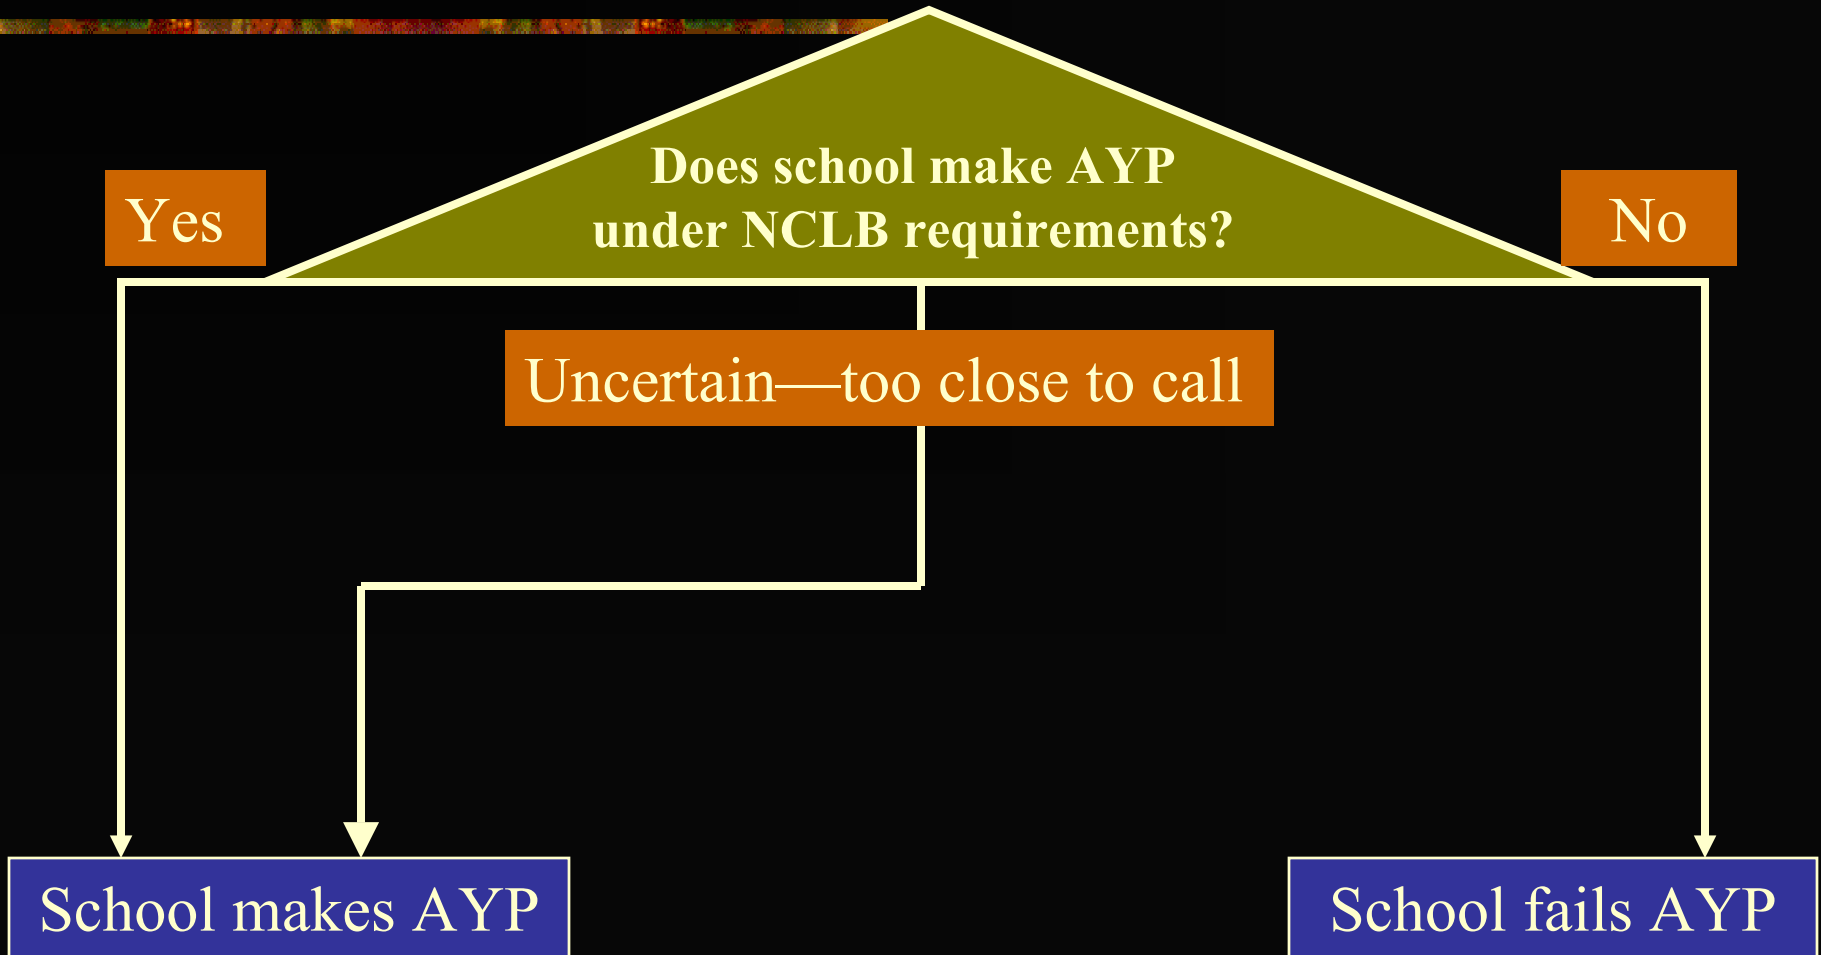 Does school make AYP
under NCLB requirements?
Yes
No
Uncertain—too close to call
School makes AYP
School fails AYP